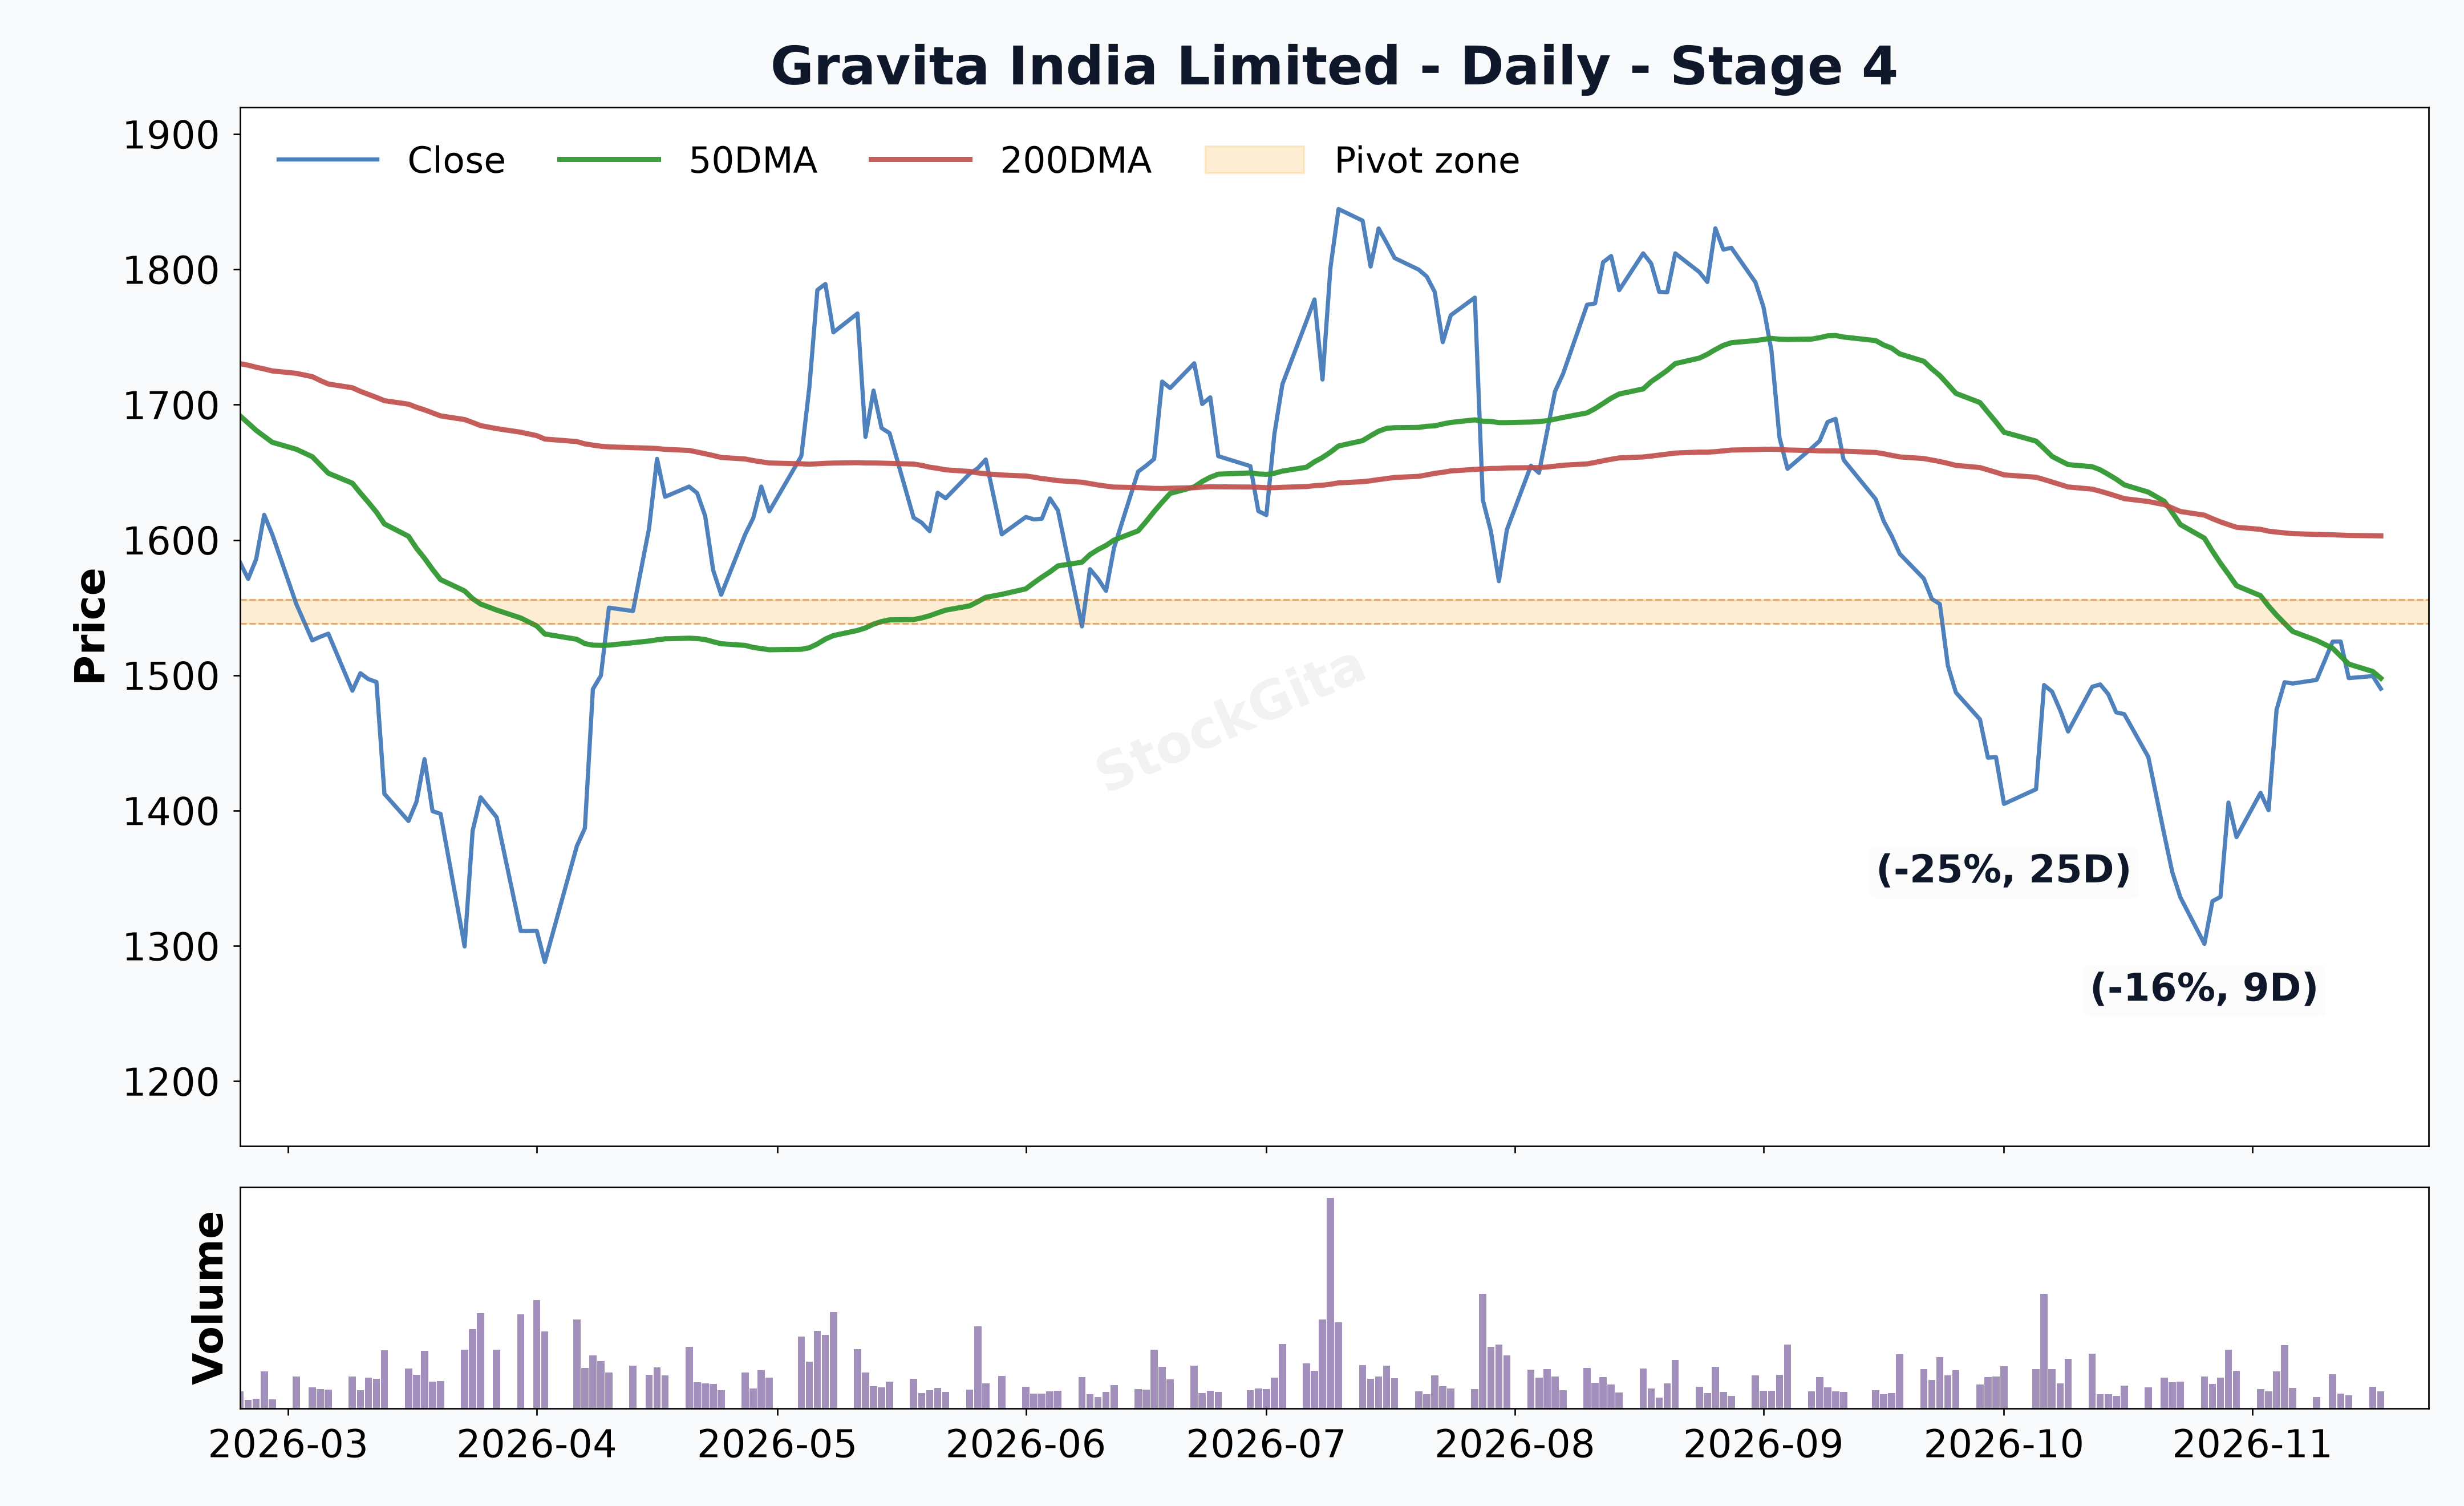 Gravita India Limited - Daily - Stage 4
Close 50DMA 200DMA Pivot zone
Price
1900
1800
1700
1600
1500
1400
1300
1200
StockGita
(-25%, 25D)
(-16%, 9D)
Volume
2026-03 2026-04 2026-05 2026-06 2026-07 2026-08 2026-09 2026-10 2026-11